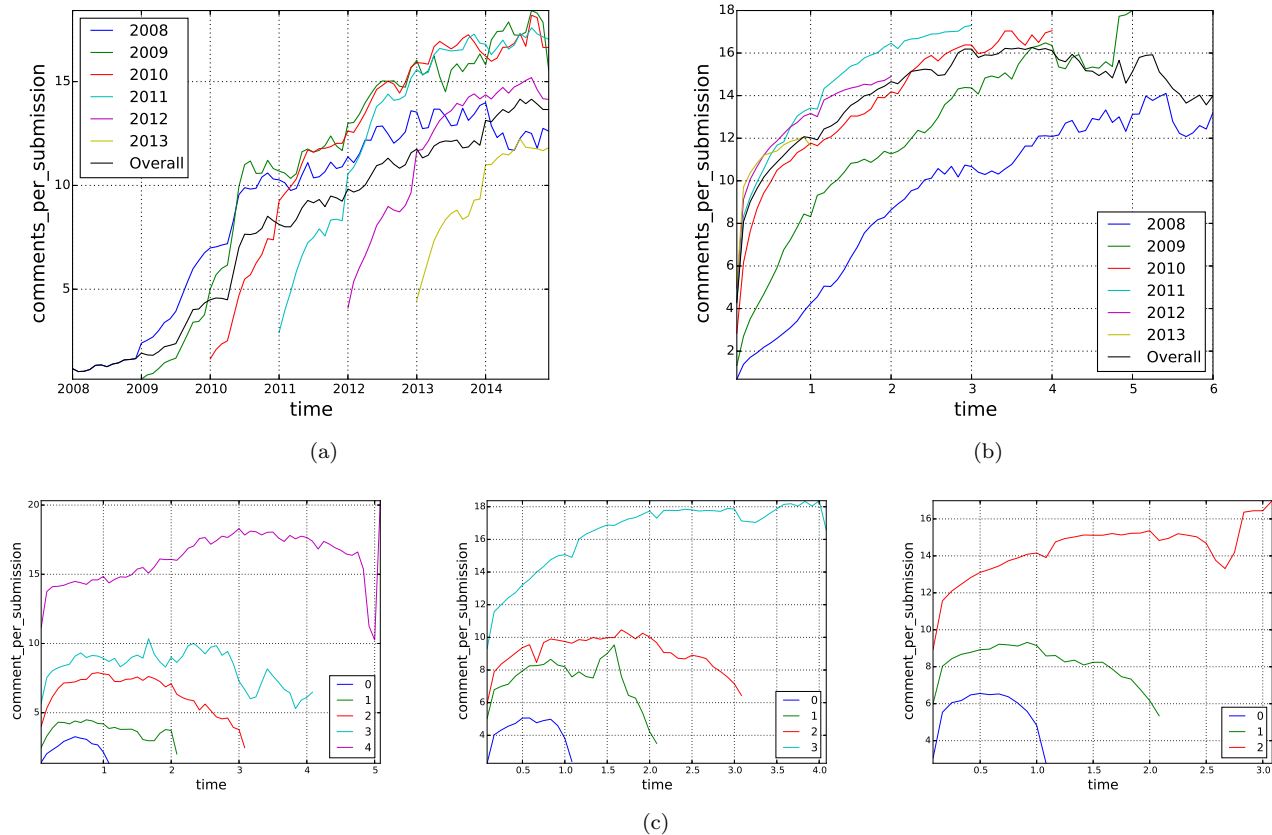 comments_per_submission
15
10
5
2008 2009 2010 2011 2012 2013 2014
time
2008
2009
2010
2011
2012
2013
Overall
(a)
comments_per_submission
18
16
14
12
10
8
6
4
2
1 2 3 4 5 6
time
2008
2009
2010
2011
2012
2013
Overall
(b)
comment_per_submission
20
15
10
5
1 2 3 4 5
time
0
1
2
3
4
comment_per_submission
18
16
14
12
10
8
6
4
0.5 1.0 1.5 2.0 2.5 3.0 3.5 4.0
time
0
1
2
3
comment_per_submission
16
14
12
10
8
6
4
0.5 1.0 1.5 2.0 2.5 3.0
time
0
1
2
(c)